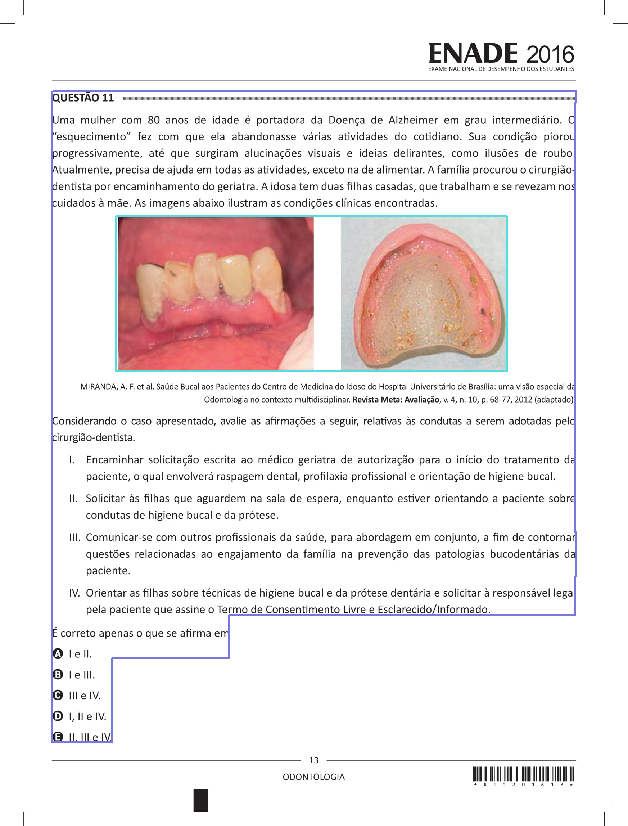 ENADE 2016
EXAME NACIONAL DE DESEMPENHO DOS ESTUDANTES
QUESTÃO 11
Uma mulher com 80 anos de idade é portadora da Doença de Alzheimer em grau intermediário. O
“esquecimento” fez com que ela abandonasse várias atividades do cotidiano. Sua condição piorou
progressivamente, até que surgiram alucinações visuais e ideias delirantes, como ilusões de roubo.
Atualmente, precisa de ajuda em todas as atividades, exceto na de alimentar. A família procurou o cirurgião-
dentista por encaminhamento do geriatra. A idosa tem duas filhas casadas, que trabalham e se revezam nos
cuidados à mãe. As imagens abaixo ilustram as condições clínicas encontradas.
MIRANDA, A. F. et al. Saúde Bucal aos Pacientes do Centro de Medicina do Idoso do Hospital Universitário de Brasília: uma visão especial da
Odontologia no contexto multidisciplinar. Revista Meta: Avaliação, v. 4, n. 10, p. 68-77, 2012 (adaptado).
Considerando o caso apresentado, avalie as afirmações a seguir, relativas às condutas a serem adotadas pelo
cirurgião-dentista.
I. Encaminhar solicitação escrita ao médico geriatra de autorização para o início do tratamento da
paciente, o qual envolverá raspagem dental, profilaxia profissional e orientação de higiene bucal.
II. Solicitar às filhas que aguardem na sala de espera, enquanto estiver orientando a paciente sobre
condutas de higiene bucal e da prótese.
III. Comunicar-se com outros profissionais da saúde, para abordagem em conjunto, a fim de contornar
questões relacionadas ao engajamento da família na prevenção das patologias bucodentárias da
paciente.
IV. Orientar as filhas sobre técnicas de higiene bucal e da prótese dentária e solicitar à responsável legal
pela paciente que assine o Termo de Consentimento Livre e Esclarecido/Informado.
É correto apenas o que se afirma em
A I e II.
B I e III.
C III e IV.
D I, II e IV.
E II, III e IV.
13
ODONTOLOGIA